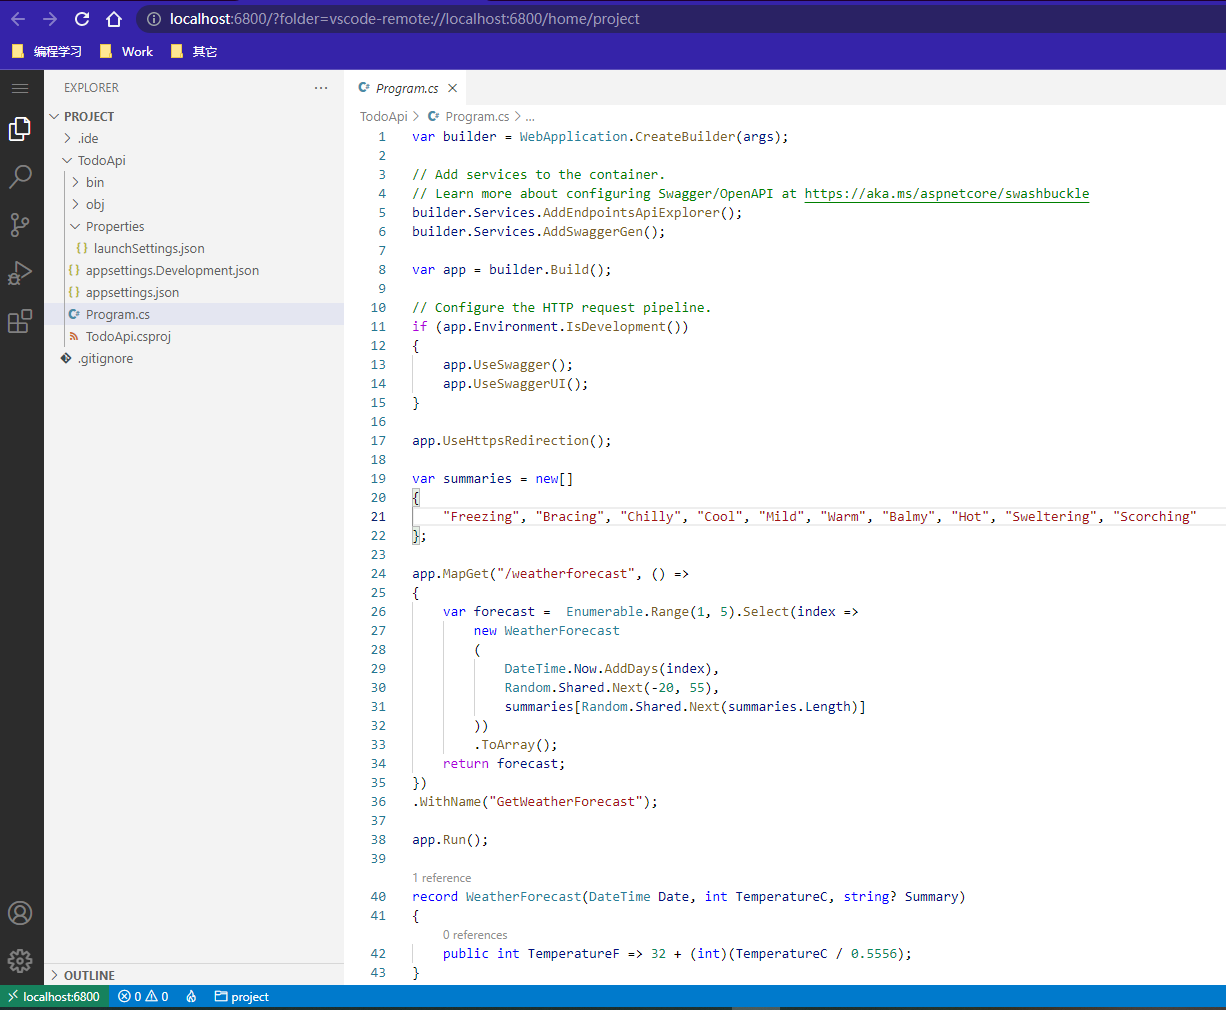 localhost:6800/?folder=vscode-remote://localhost:6800/home/project
编程学习 Work 其它
EXPLORER ···
PROJECT
.ide
TodoApi
bin
obj
Properties
{} launchSettings.json
{} appsettings.Development.json
{} appsettings.json
C# Program.cs
TodoApi.csproj
.gitignore
OUTLINE
C# Program.cs
TodoApi > C# Program.cs > ...
1 var builder = WebApplication.CreateBuilder(args);
2
3 // Add services to the container.
4 // Learn more about configuring Swagger/OpenAPI at https://aka.ms/aspnetcore/swashbuckle
5 builder.Services.AddEndpointsApiExplorer();
6 builder.Services.AddSwaggerGen();
7
8 var app = builder.Build();
9
10 // Configure the HTTP request pipeline.
11 if (app.Environment.IsDevelopment())
12 {
13     app.UseSwagger();
14     app.UseSwaggerUI();
15 }
16
17 app.UseHttpsRedirection();
18
19 var summaries = new[]
20 {
21     "Freezing", "Bracing", "Chilly", "Cool", "Mild", "Warm", "Balmy", "Hot", "Sweltering", "Scorching"
22 };
23
24 app.MapGet("/weatherforecast", () =>
25 {
26     var forecast =  Enumerable.Range(1, 5).Select(index =>
27         new WeatherForecast
28         (
29             DateTime.Now.AddDays(index),
30             Random.Shared.Next(-20, 55),
31             summaries[Random.Shared.Next(summaries.Length)]
32         ))
33         .ToArray();
34     return forecast;
35 })
36 .WithName("GetWeatherForecast");
37
38 app.Run();
39
1 reference
40 record WeatherForecast(DateTime Date, int TemperatureC, string? Summary)
41 {
0 references
42     public int TemperatureF => 32 + (int)(TemperatureC / 0.5556);
43 }
localhost:6800 0 0 project